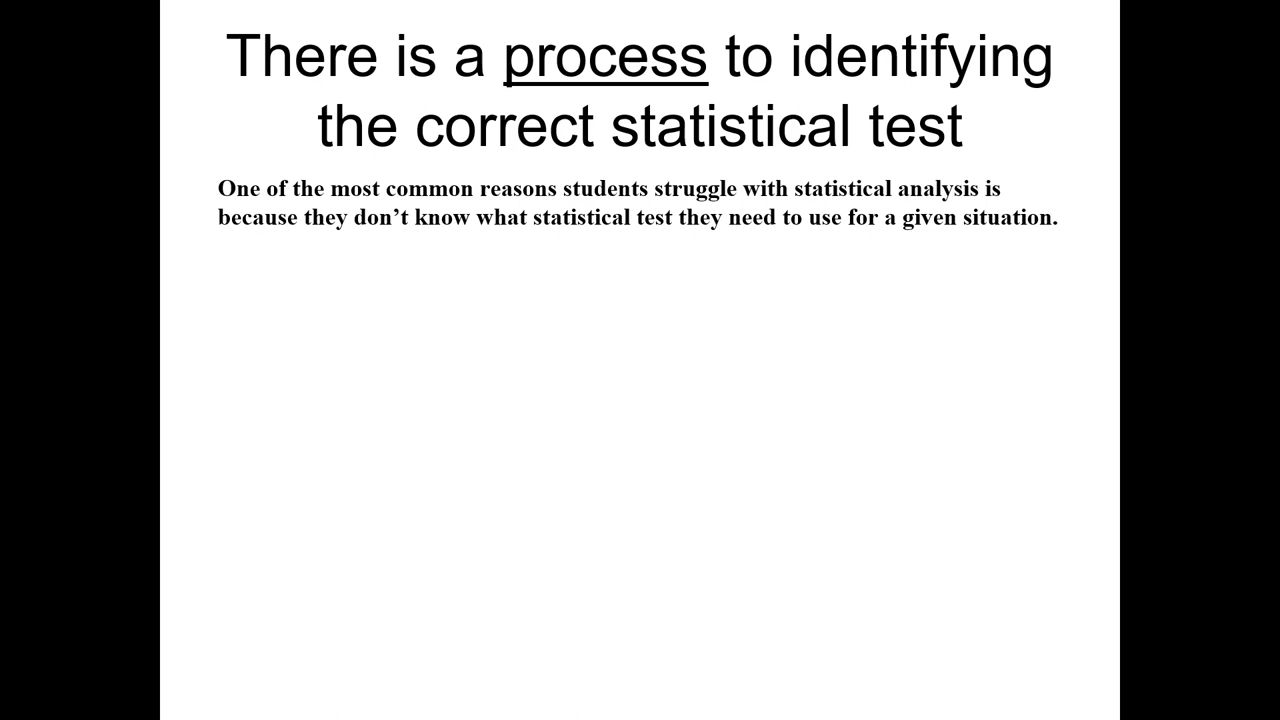 There is a process to identifying
the correct statistical test
One of the most common reasons students struggle with statistical analysis is
because they don’t know what statistical test they need to use for a given situation.